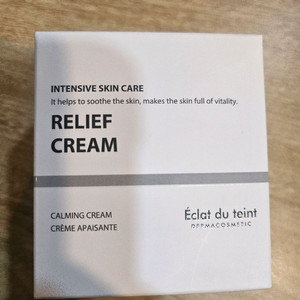 INTENSIVE SKIN CARE
It helps to soothe the skin, makes the skin full of vitality.
RELIEF
CREAM
CALMING CREAM
CRÈME APAISANTE
Éclat du teint
DERMACOSMETIC